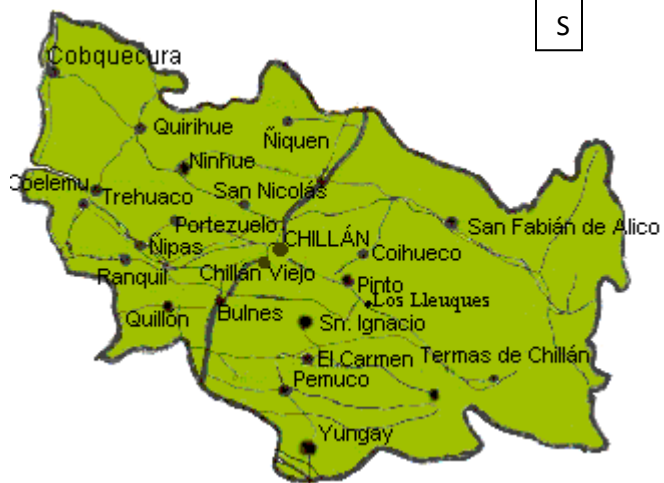 S
Cobquecura
Quirihue
Ñiquen
Ninhue
Coelemu
Trehuaco
San Nicolás
Portezuelo
San Fabián de Alico
CHILLÁN
Ñipas
Coihueco
Ranquil
Chillán Viejo
Pinto
Los Lleuques
Quillón
Bulnes
Sn. Ignacio
El Carmen
Termas de Chillán
Pemuco
Yungay